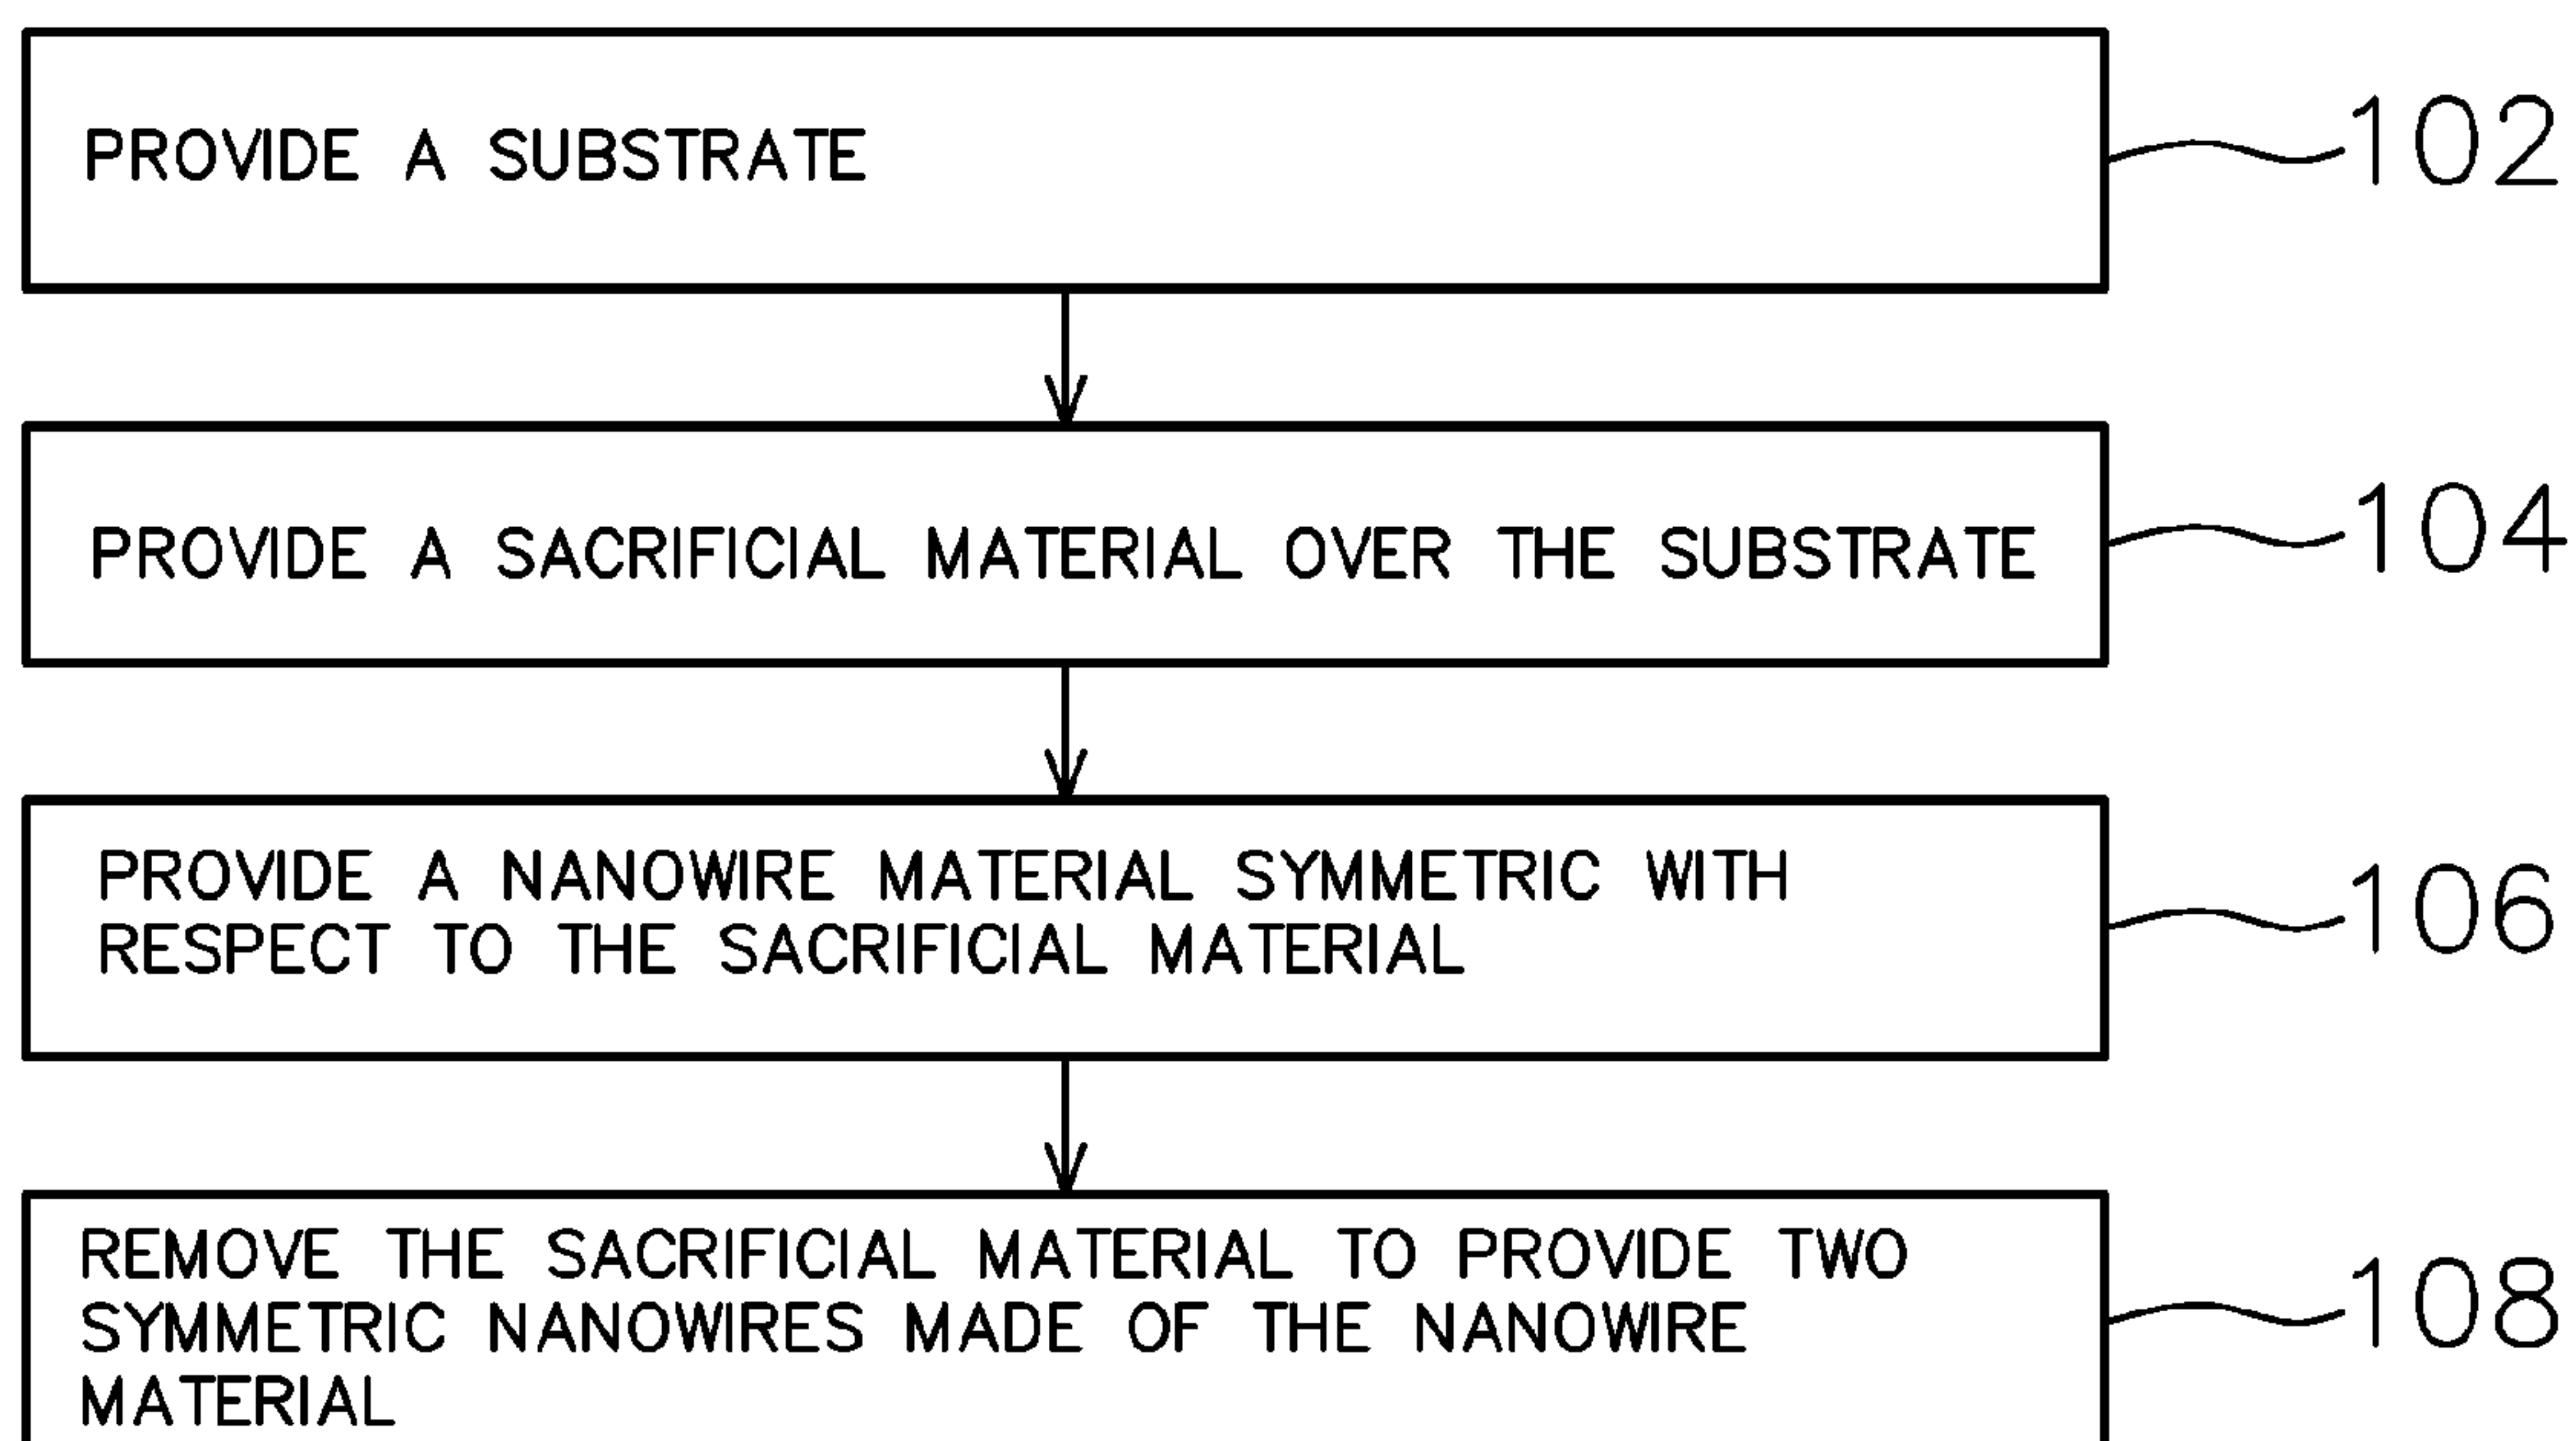 PROVIDE A SUBSTRATE
102
PROVIDE A SACRIFICIAL MATERIAL OVER THE SUBSTRATE
104
PROVIDE A NANOWIRE MATERIAL SYMMETRIC WITH
RESPECT TO THE SACRIFICIAL MATERIAL
106
REMOVE THE SACRIFICIAL MATERIAL TO PROVIDE TWO
SYMMETRIC NANOWIRES MADE OF THE NANOWIRE
MATERIAL
108